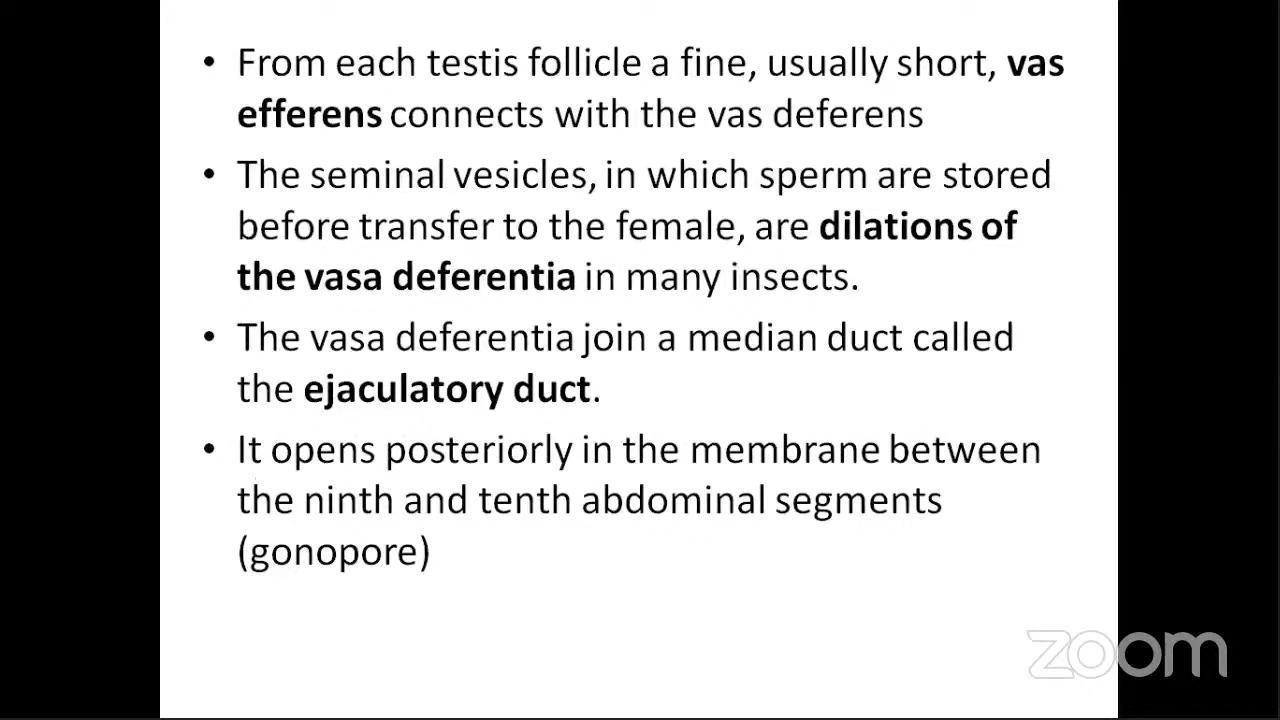 • From each testis follicle a fine, usually short, vas
efferens connects with the vas deferens
• The seminal vesicles, in which sperm are stored
before transfer to the female, are dilations of
the vasa deferentia in many insects.
• The vasa deferentia join a median duct called
the ejaculatory duct.
• It opens posteriorly in the membrane between
the ninth and tenth abdominal segments
(gonopore)
zoom